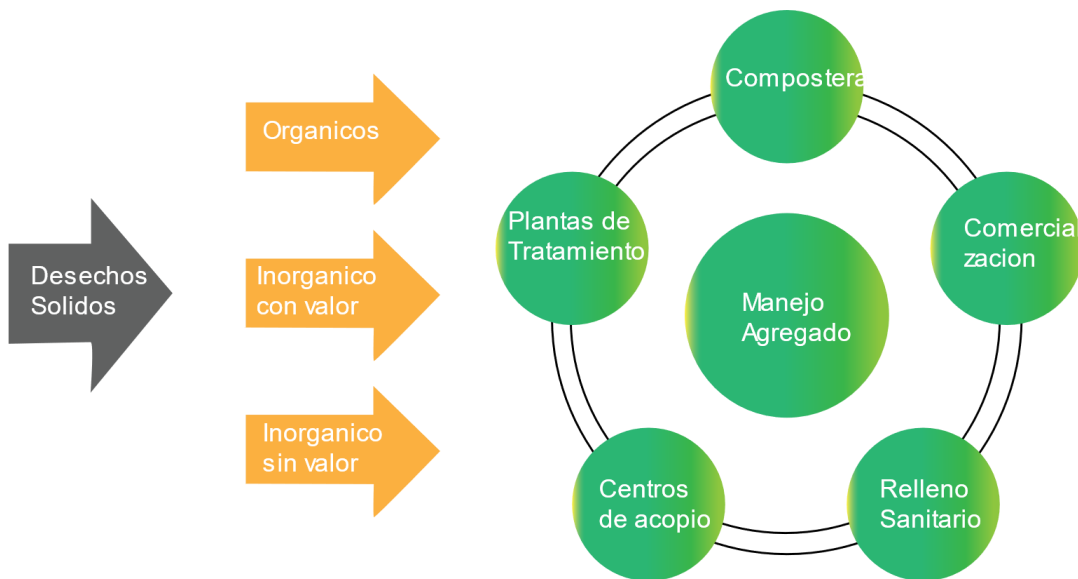 Desechos
Solidos
Organicos
Inorganico
con valor
Inorganico
sin valor
Compostera
Plantas de
Tratamiento
Comercia
zacion
Manejo
Agregado
Centros
de acopio
Relleno
Sanitario